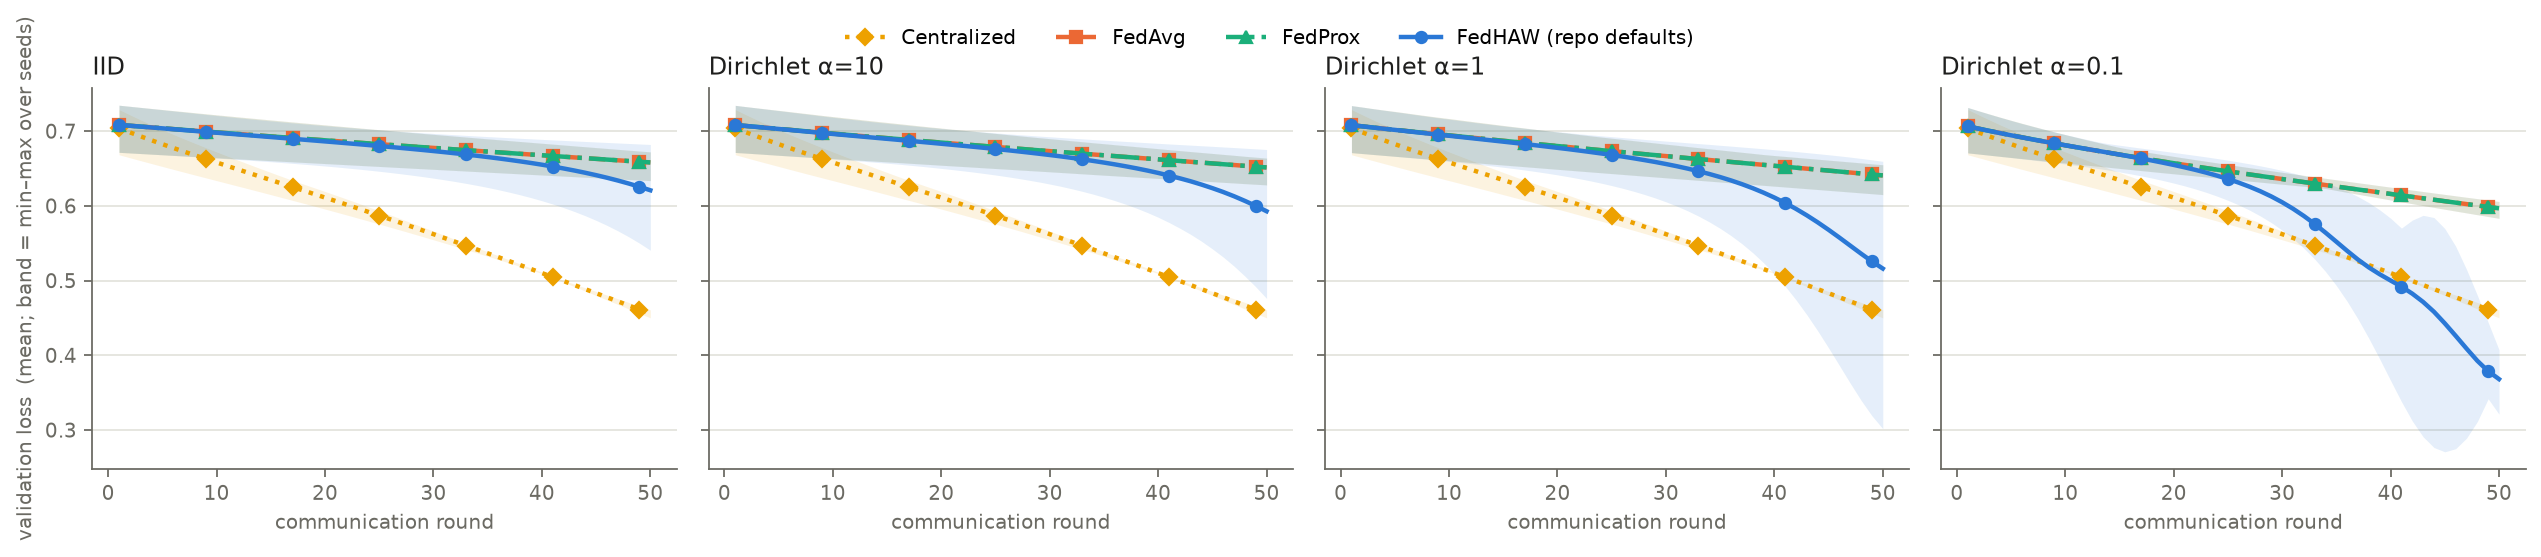 Centralized FedAvg FedProx FedHAW (repo defaults)
validation loss (mean; band = min–max over seeds)
IID
0.7
0.6
0.5
0.4
0.3
0 10 20 30 40 50
communication round
Dirichlet α=10
0 10 20 30 40 50
communication round
Dirichlet α=1
0 10 20 30 40 50
communication round
Dirichlet α=0.1
0 10 20 30 40 50
communication round